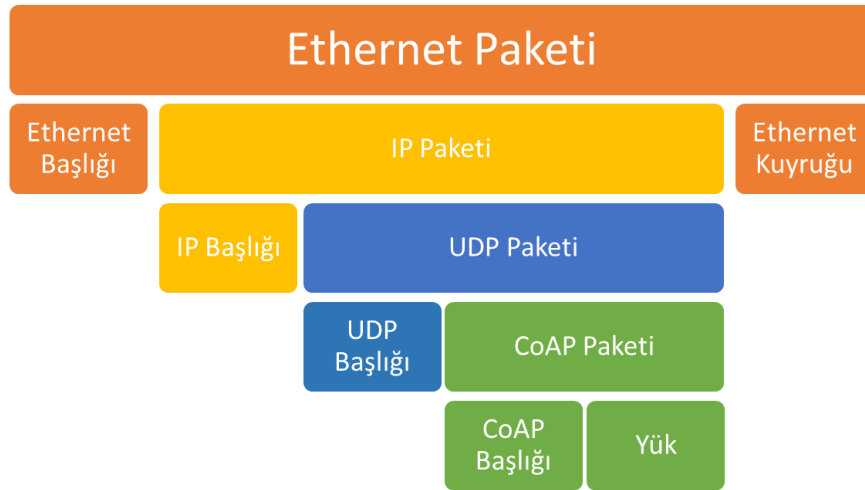 Ethernet Paketi
Ethernet
Başlığı
IP Paketi
Ethernet
Kuyruğu
IP Başlığı
UDP Paketi
UDP
Başlığı
CoAP Paketi
CoAP
Başlığı
Yük